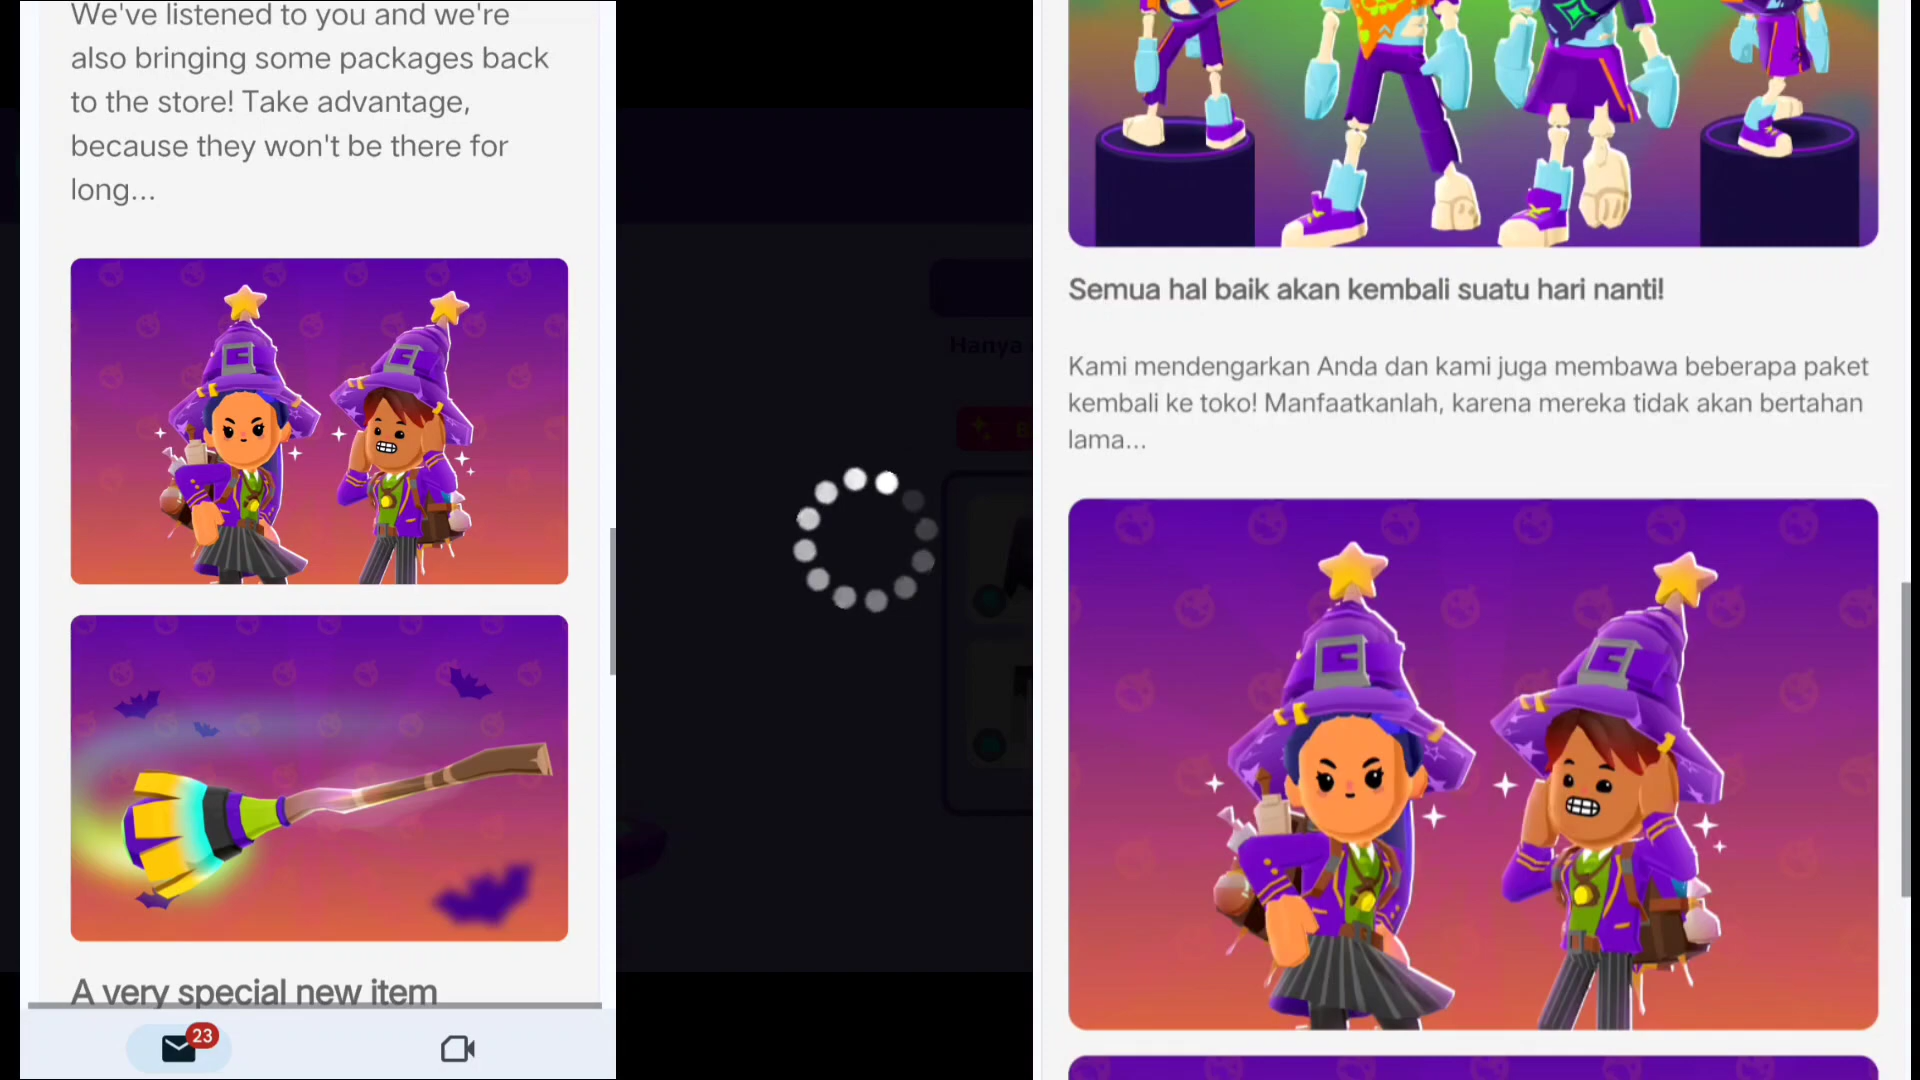 We've listened to you and we're
also bringing some packages back
to the store! Take advantage,
because they won't be there for
long...
A very special new item
23
Hanya
Semua hal baik akan kembali suatu hari nanti!
Kami mendengarkan Anda dan kami juga membawa beberapa paket
kembali ke toko! Manfaatkanlah, karena mereka tidak akan bertahan
lama...